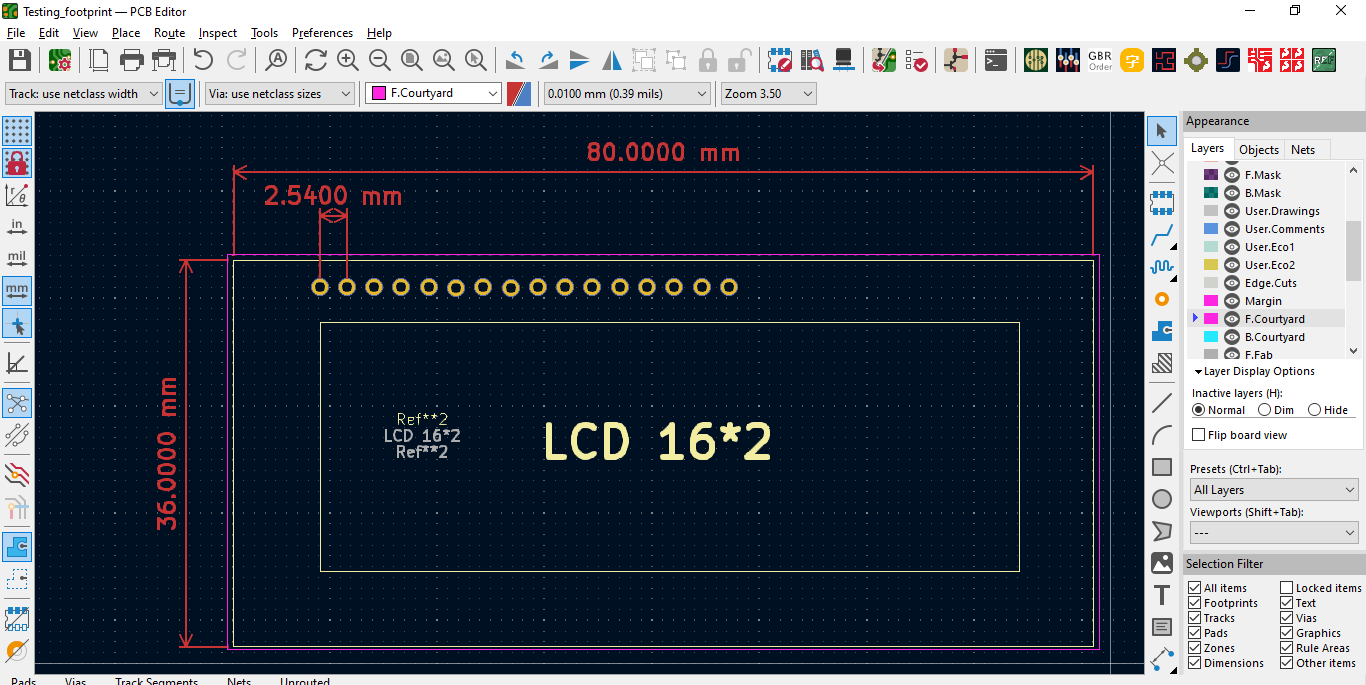 Testing_footprint — PCB Editor
File Edit View Place Route Inspect Tools Preferences Help
GBR
Order
REF
Track: use netclass width
Via: use netclass sizes
F.Courtyard
0.0100 mm (0.39 mils)
Zoom 3.50
in
mil
mm
80.0000 mm
2.5400 mm
36.0000 mm
Ref**2
LCD 16*2
Ref**2
LCD 16*2
Appearance
Layers Objects Nets
F.Mask
B.Mask
User.Drawings
User.Comments
User.Eco1
User.Eco2
Edge.Cuts
Margin
F.Courtyard
B.Courtyard
F.Fab
Layer Display Options
Inactive layers (H):
Normal Dim Hide
Flip board view
Presets (Ctrl+Tab):
All Layers
Viewports (Shift+Tab):
---
Selection Filter
All items Locked items
Footprints Text
Tracks Vias
Pads Graphics
Zones Rule Areas
Dimensions Other items
Pads Vias Track Segments Nets Unrouted